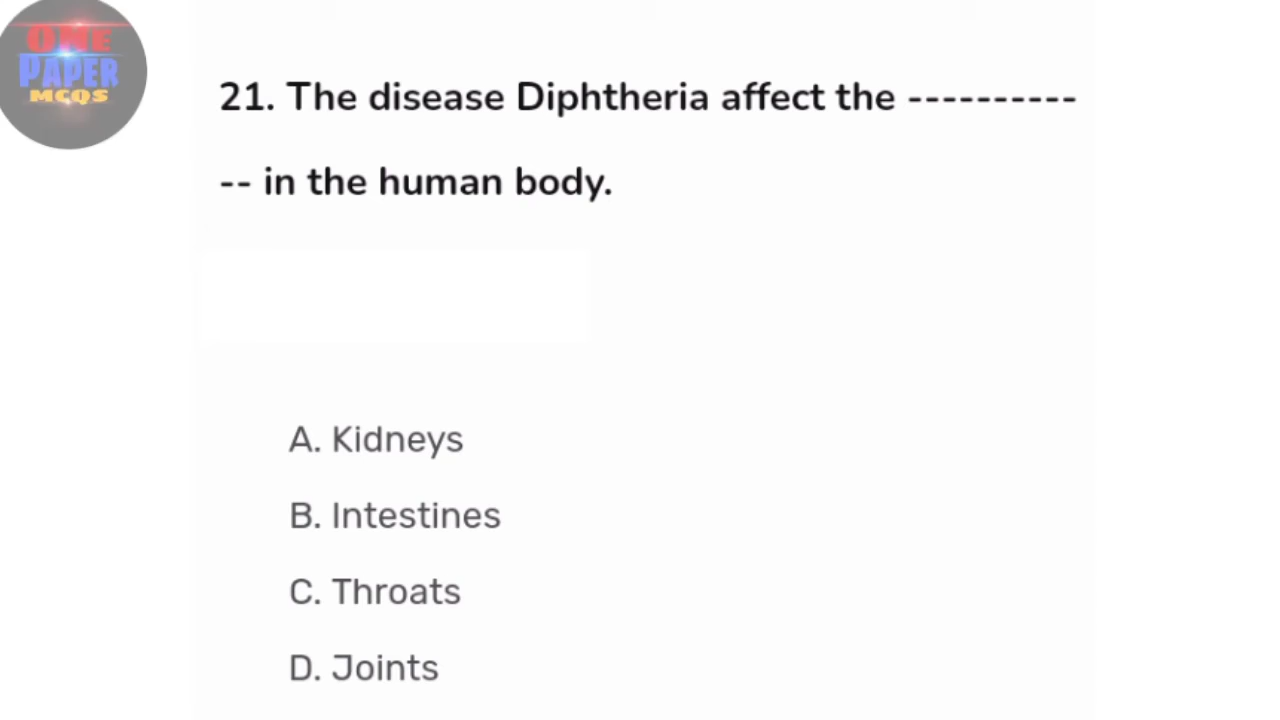 ONE
PAPER
MCQS
21. The disease Diphtheria affect the ----------
-- in the human body.
A. Kidneys
B. Intestines
C. Throats
D. Joints